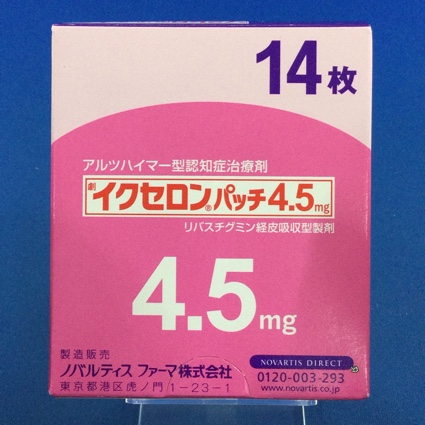 14枚
アルツハイマー型認知症治療剤
劇 イクセロン®パッチ4.5mg
リバスチグミン経皮吸収型製剤
4.5mg
製造販売
ノバルティス ファーマ株式会社
東京都港区虎ノ門1-23-1
NOVARTIS DIRECT
0120-003-293
www.novartis.co.jp